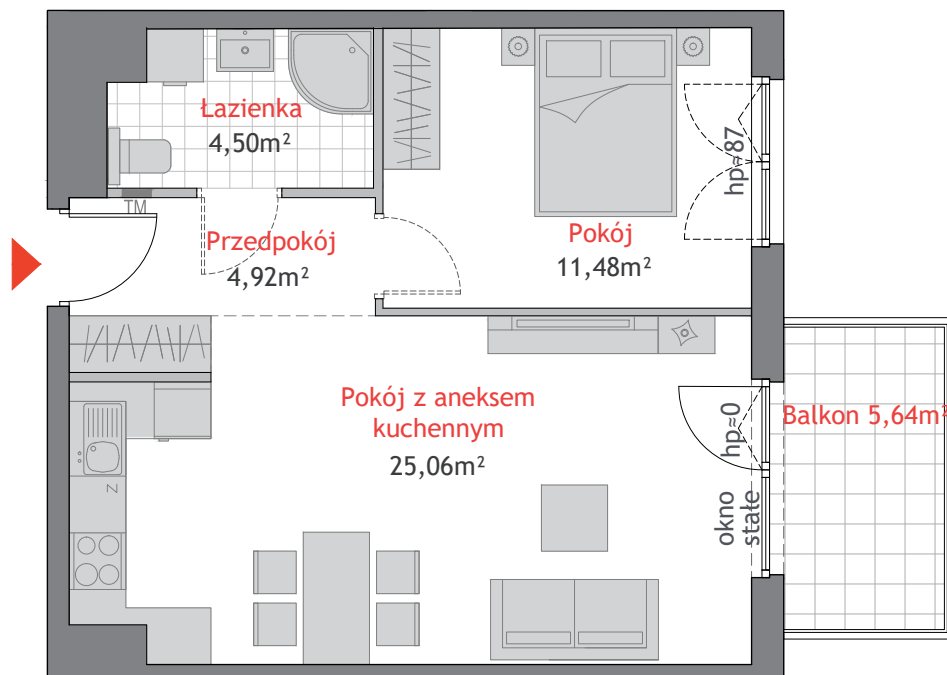 Łazienka
4,50m²
TM
Przedpokój
4,92m²
Pokój
11,48m²
hp≈87
Pokój z aneksem
kuchennym
25,06m²
hp≈0
okno
stałe
Balkon 5,64m²
Z